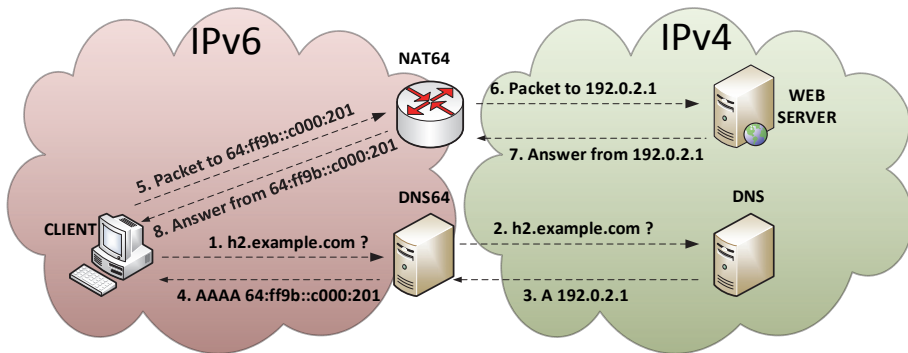 IPv6
IPv4
NAT64
6. Packet to 192.0.2.1
WEB
SERVER
5. Packet to 64:ff9b::c000:201
7. Answer from 192.0.2.1
8. Answer from 64:ff9b::c000:201
DNS64
DNS
CLIENT
1. h2.example.com ?
2. h2.example.com ?
4. AAAA 64:ff9b::c000:201
3. A 192.0.2.1